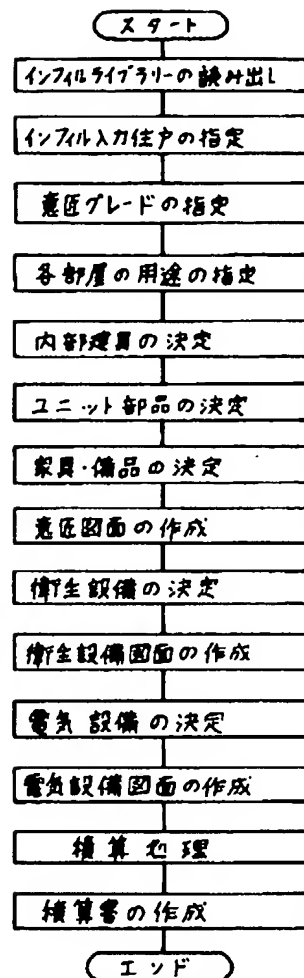 スタート
インフィルライブラリーの読み出し
インフィル入力住戸の指定
意匠グレードの指定
各部屋の用途の指定
内部建具の決定
ユニット部品の決定
家具・備品の決定
意匠図面の作成
衛生設備の決定
衛生設備図面の作成
電気設備の決定
電気設備図面の作成
積算処理
積算書の作成
エンド